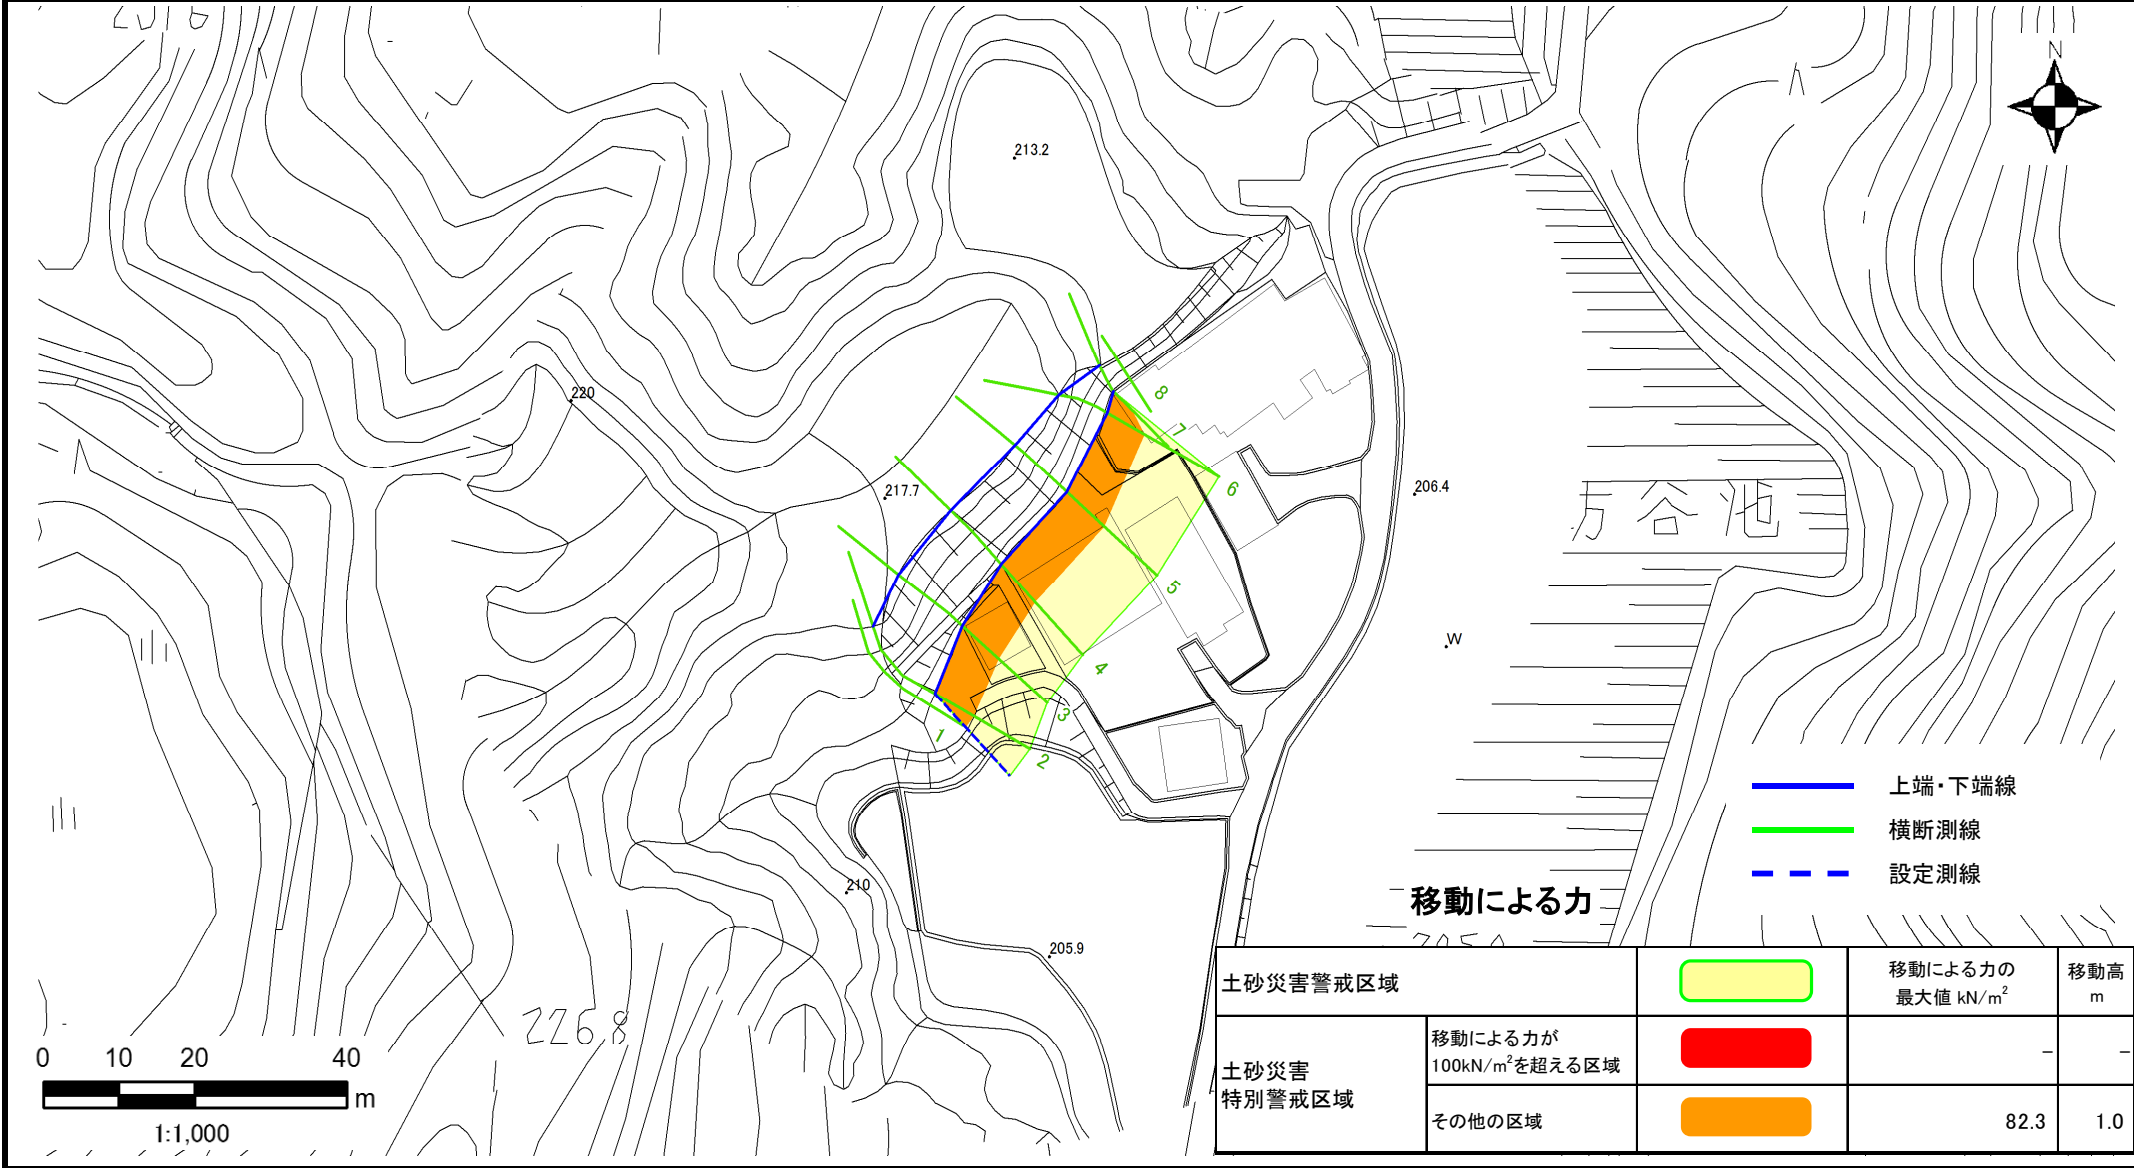 N
213.2
220
217.7
206.4
方谷池
W
210
205.9
226.8
1
2
3
4
5
6
7
8
上端・下端線
横断測線
設定測線
移動による力
土砂災害警戒区域
移動による力の
最大値 kN/m²
移動高
m
土砂災害
特別警戒区域
移動による力が
100kN/m²を超える区域
-
-
その他の区域
82.3
1.0
0 10 20 40
m
1:1,000